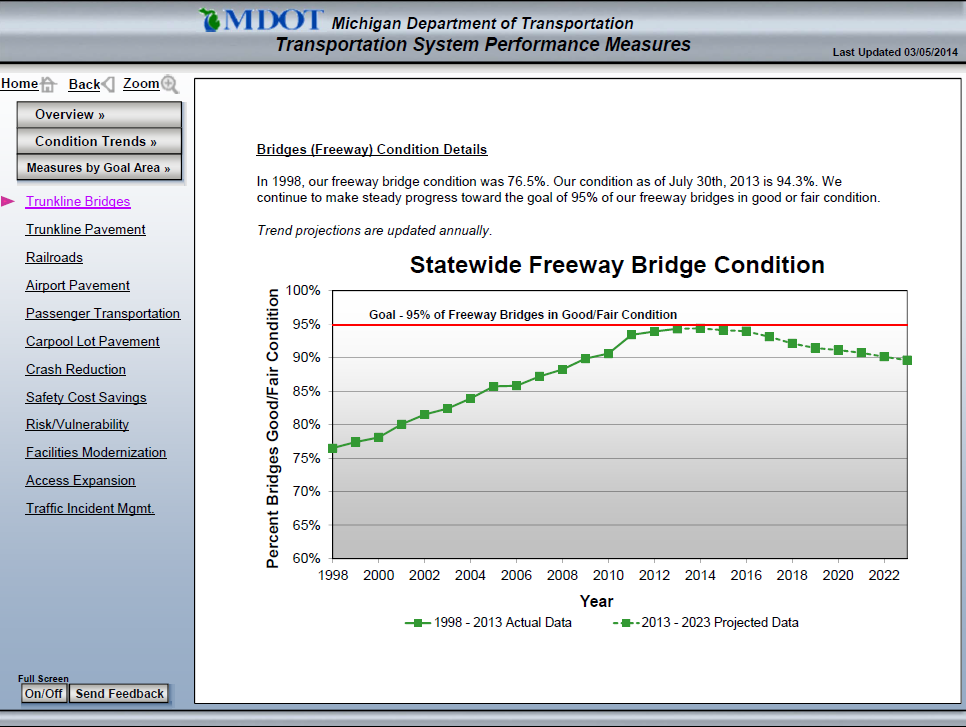 MDOT Michigan Department of Transportation
Transportation System Performance Measures
Last Updated 03/05/2014
Home Back Zoom
Overview »
Condition Trends »
Measures by Goal Area »
Trunkline Bridges
Trunkline Pavement
Railroads
Airport Pavement
Passenger Transportation
Carpool Lot Pavement
Crash Reduction
Safety Cost Savings
Risk/Vulnerability
Facilities Modernization
Access Expansion
Traffic Incident Mgmt.
Full Screen
On/Off Send Feedback
Bridges (Freeway) Condition Details
In 1998, our freeway bridge condition was 76.5%. Our condition as of July 30th, 2013 is 94.3%. We
continue to make steady progress toward the goal of 95% of our freeway bridges in good or fair condition.
Trend projections are updated annually.
Statewide Freeway Bridge Condition
Percent Bridges Good/Fair Condition
100%
95%
90%
85%
80%
75%
70%
65%
60%
Goal - 95% of Freeway Bridges in Good/Fair Condition
1998 2000 2002 2004 2006 2008 2010 2012 2014 2016 2018 2020 2022
Year
1998 - 2013 Actual Data 2013 - 2023 Projected Data